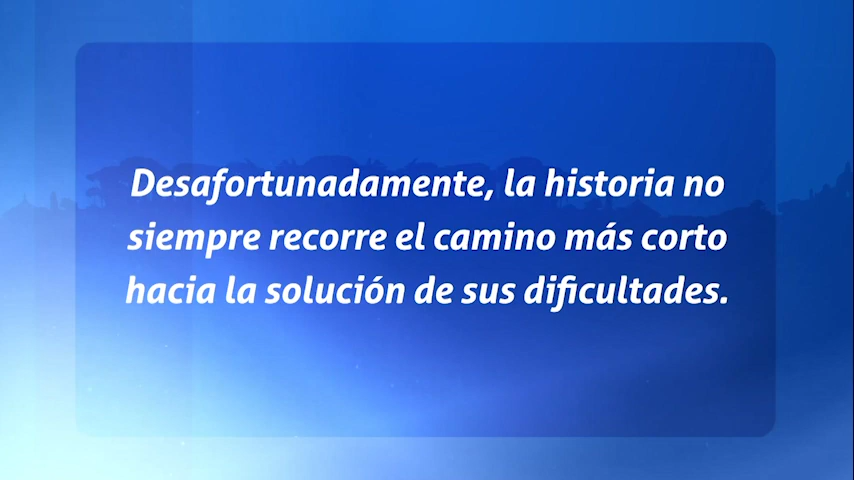 Desafortunadamente, la historia no
siempre recorre el camino más corto
hacia la solución de sus dificultades.